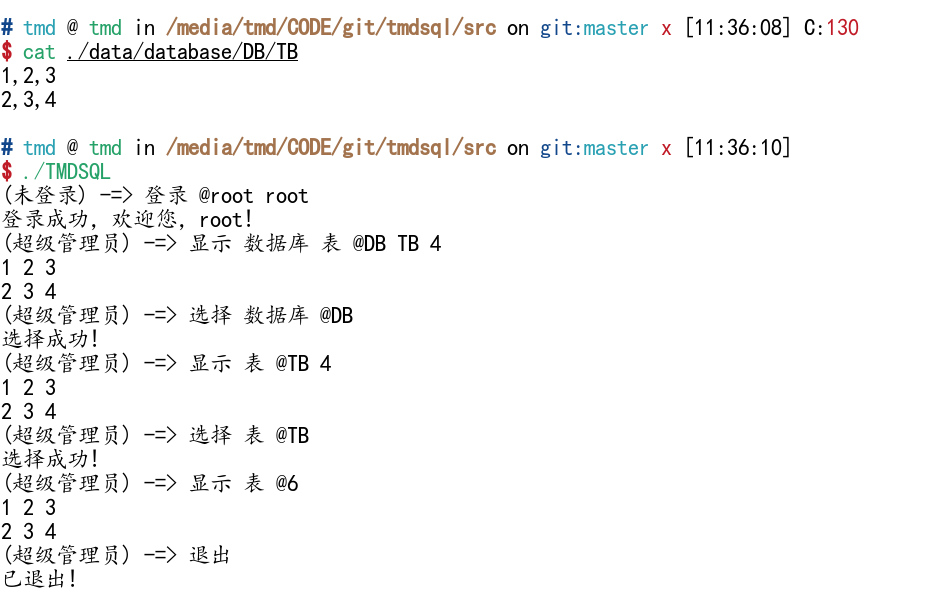 # tmd @ tmd in /media/tmd/CODE/git/tmdsql/src on git:master x [11:36:08] C:130
$ cat ./data/database/DB/TB
1,2,3
2,3,4
# tmd @ tmd in /media/tmd/CODE/git/tmdsql/src on git:master x [11:36:10]
$ ./TMDSQL
(未登录) -=> 登录 @root root
登录成功, 欢迎您, root!
(超级管理员) -=> 显示 数据库 表 @DB TB 4
1 2 3
2 3 4
(超级管理员) -=> 选择 数据库 @DB
选择成功!
(超级管理员) -=> 显示 表 @TB 4
1 2 3
2 3 4
(超级管理员) -=> 选择 表 @TB
选择成功!
(超级管理员) -=> 显示 表 @6
1 2 3
2 3 4
(超级管理员) -=> 退出
已退出!